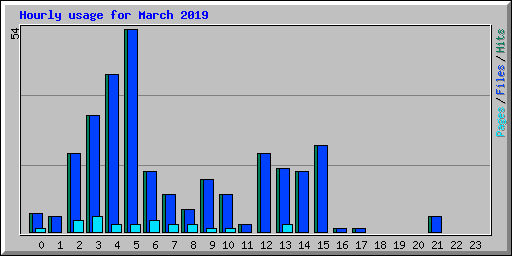 Hourly usage for March 2019
54
Pages/Files/Hits
0 1 2 3 4 5 6 7 8 9 10 11 12 13 14 15 16 17 18 19 20 21 22 23